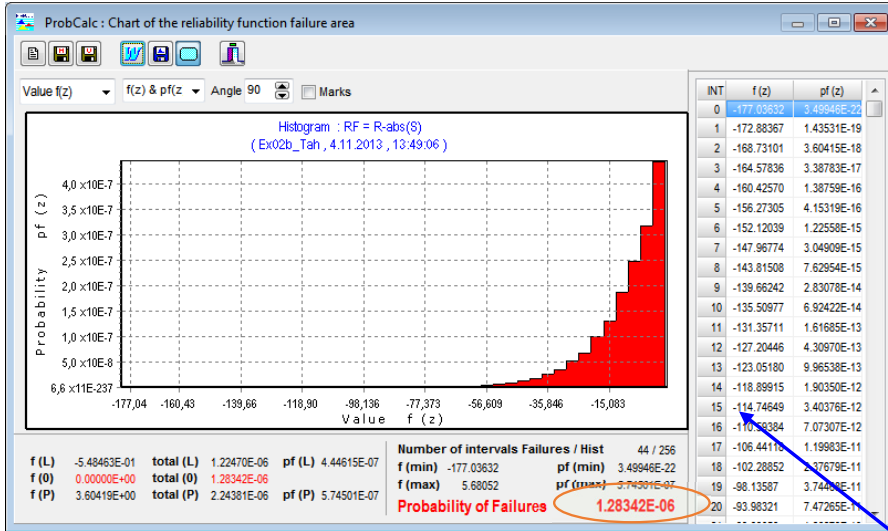 ProbCalc : Chart of the reliability function failure area
Value f(z) f(z) & pf(z Angle 90 Marks
Histogram : RF = R-abs(S)
( Ex02b_Tah , 4.11.2013 , 13:49:06 )
Probability pf (z)
4,0 x10E-7
3,5 x10E-7
3,0 x10E-7
2,5 x10E-7
2,0 x10E-7
1,5 x10E-7
1,0 x10E-7
5,0 x10E-8
6,6 x11E-237
-177,04 -160,43 -139,66 -118,90 -98,136 -77,373 -56,609 -35,846 -15,083
Value f (z)
f (L) -5.48463E-01 total (L) 1.22470E-06 pf (L) 4.44615E-07
f (0) 0.00000E+00 total (0) 1.28342E-06
f (P) 3.60419E+00 total (P) 2.24381E-06 pf (P) 5.74501E-07
Number of intervals Failures / Hist 44 / 256
f (min) -177.03632 pf (min) 3.49946E-22
f (max) 5.68052 pf (max) 5.74501E-07
Probability of Failures 1.28342E-06
INT f (z) pf (z)
0 -177.03632 3.49946E-22
1 -172.88367 1.43531E-19
2 -168.73101 3.60415E-18
3 -164.57836 3.38783E-17
4 -160.42570 1.38759E-16
5 -156.27305 4.15319E-16
6 -152.12039 1.22558E-15
7 -147.96774 3.04909E-15
8 -143.81508 7.62954E-15
9 -139.66242 2.83078E-14
10 -135.50977 6.92422E-14
11 -131.35711 1.61685E-13
12 -127.20446 4.30970E-13
13 -123.05180 9.96538E-13
14 -118.89915 1.90350E-12
15 -114.74649 3.40376E-12
16 -110.59384 7.07307E-12
17 -106.44118 1.19983E-11
18 -102.28852 2.37679E-11
19 -98.13587 3.74468E-11
20 -93.98321 7.47265E-11